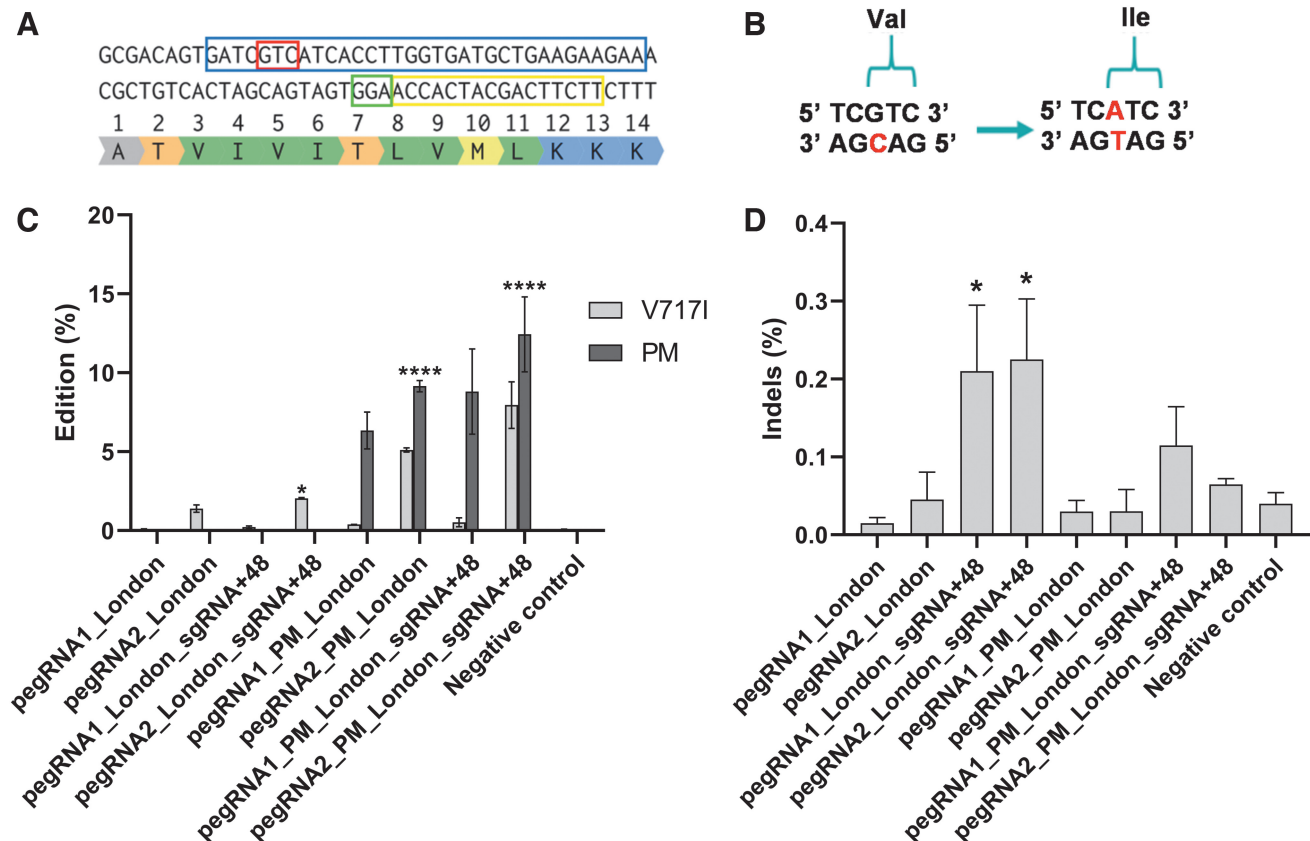 A
GCGACAGTGATCGTCATCACCTTGGTGATGCTGAAGAAGAAA
CGCTGTCACTAGCAGTAGTGGAACCACTACGACTTCTTCTTT
1 2 3 4 5 6 7 8 9 10 11 12 13 14
A T V I V I T L V M L K K K
B
Val Ile
5’ TCGTC 3’ 5’ TCATC 3’
3’ AGCAG 5’ 3’ AGTAG 5’
C
Edition (%)
20
15
10
5
0
* **** ****
V717I
PM
pegRNA1_London
pegRNA2_London
pegRNA1_London_sgRNA+48
pegRNA2_London_sgRNA+48
pegRNA1_PM_London
pegRNA2_PM_London
pegRNA1_PM_London_sgRNA+48
pegRNA2_PM_London_sgRNA+48
Negative control
D
Indels (%)
0.4
0.3
0.2
0.1
0.0
* *
pegRNA1_London
pegRNA2_London
pegRNA1_London_sgRNA+48
pegRNA2_London_sgRNA+48
pegRNA1_PM_London
pegRNA2_PM_London
pegRNA1_PM_London_sgRNA+48
pegRNA2_PM_London_sgRNA+48
Negative control